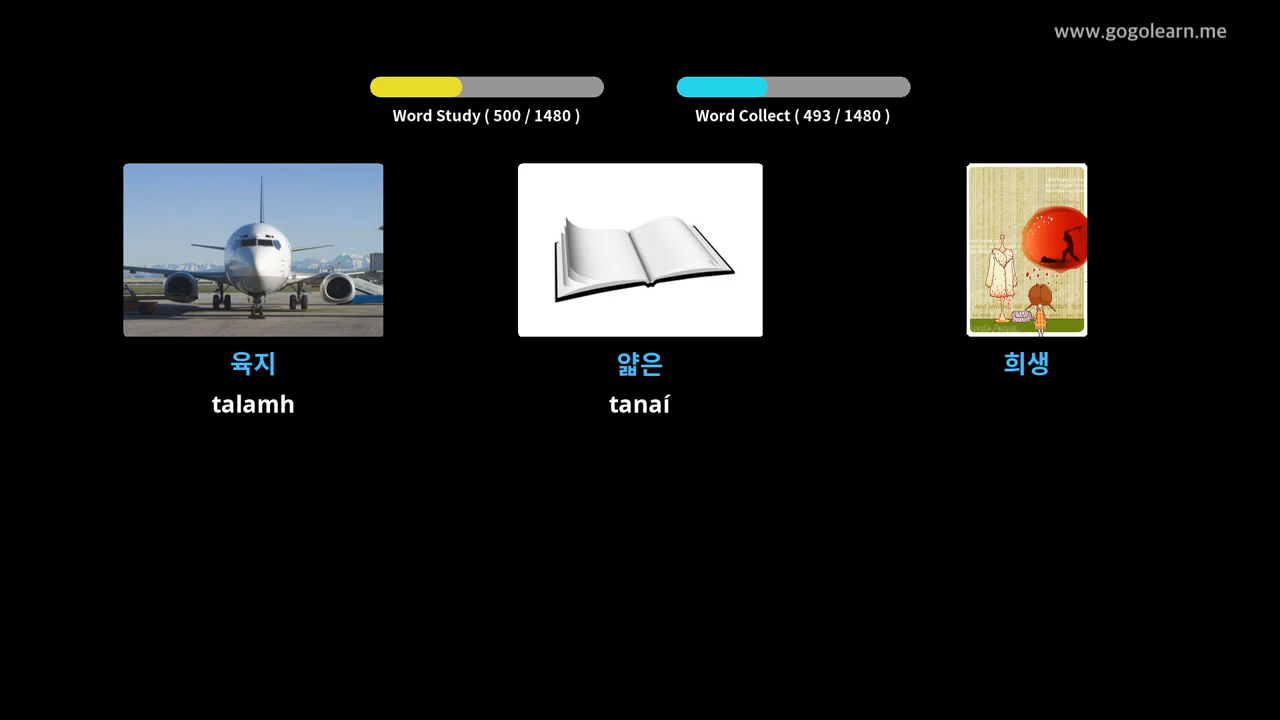 www.gogolearn.me
Word Study ( 500 / 1480 )
Word Collect ( 493 / 1480 )
육지
얇은
희생
talamh
tanaí